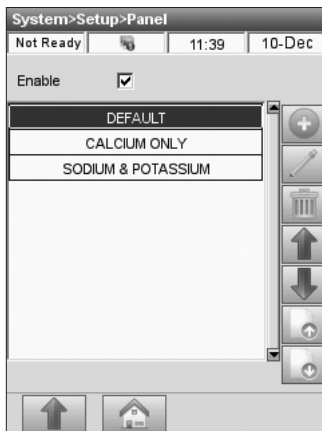 System>Setup>Panel
Not Ready 11:39 10-Dec
Enable
DEFAULT
CALCIUM ONLY
SODIUM & POTASSIUM